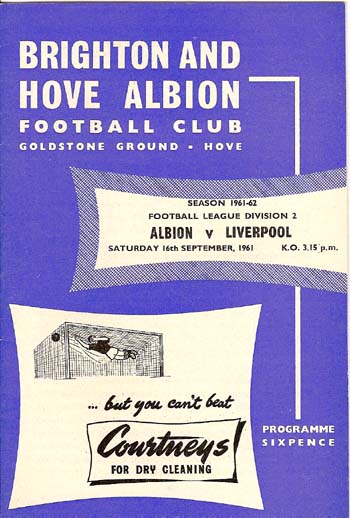 BRIGHTON AND
HOVE ALBION
FOOTBALL CLUB
GOLDSTONE GROUND • HOVE
SEASON 1961-62
FOOTBALL LEAGUE DIVISION 2
ALBION v LIVERPOOL
SATURDAY 16th SEPTEMBER, 1961 K.O. 3.15 p.m.
... but you can't beat
Courtneys!
FOR DRY CLEANING
PROGRAMME
SIXPENCE